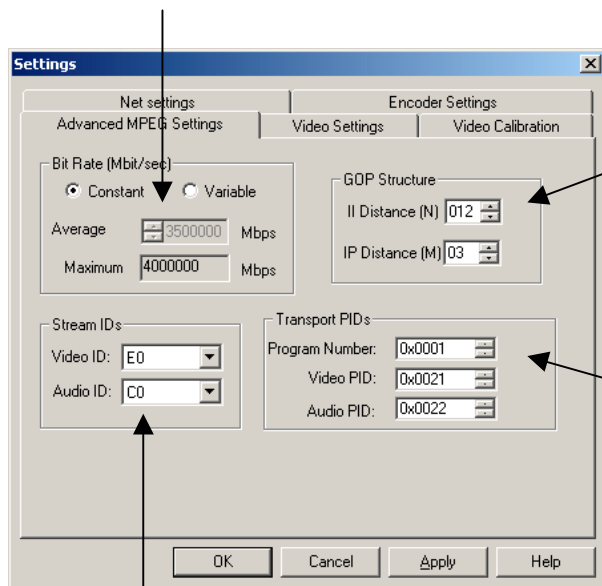 Settings
Net settings
Encoder Settings
Advanced MPEG Settings
Video Settings
Video Calibration
Bit Rate (Mbit/sec)
Constant
Variable
Average
3500000
Mbps
Maximum
4000000
Mbps
GOP Structure
II Distance (N)
012
IP Distance (M)
03
Stream IDs
Video ID:
E0
Audio ID:
C0
Transport PIDs
Program Number:
0x0001
Video PID:
0x0021
Audio PID:
0x0022
OK
Cancel
Apply
Help